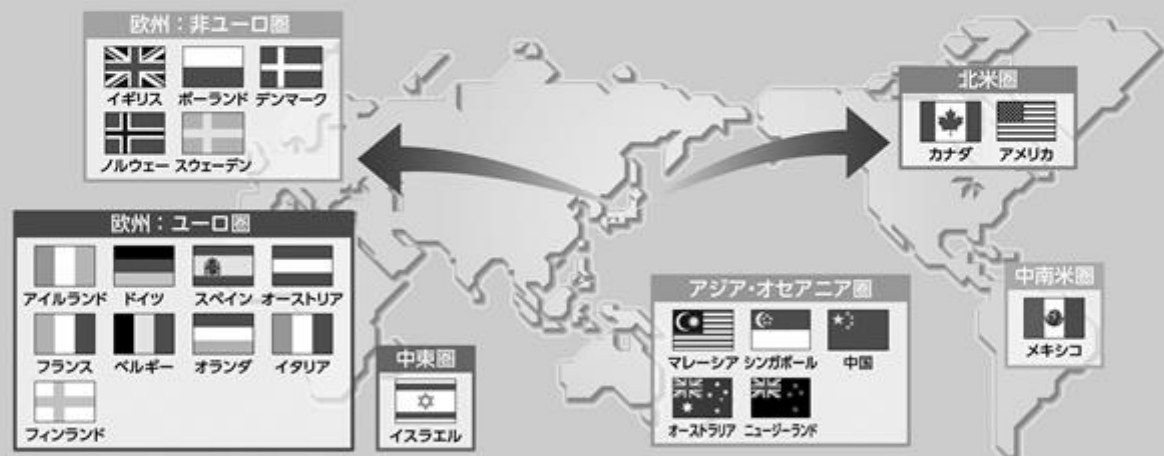 欧州：非ユーロ圏
イギリス ポーランド デンマーク
ノルウェー スウェーデン
北米圏
カナダ アメリカ
欧州：ユーロ圏
アイルランド ドイツ スペイン オーストリア
フランス ベルギー オランダ イタリア
フィンランド
中東圏
イスラエル
アジア・オセアニア圏
マレーシア シンガポール 中国
オーストラリア ニュージーランド
中南米圏
メキシコ